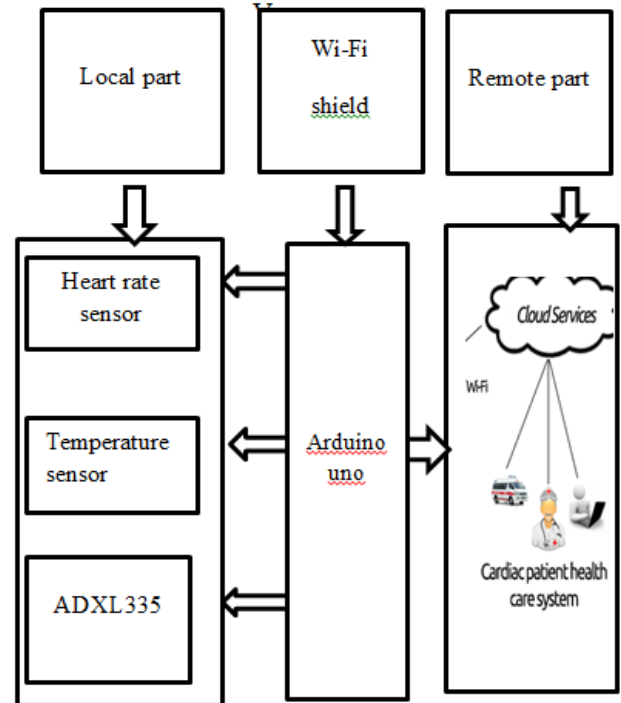 Local part
Wi-Fi
shield
Remote part
Heart rate
sensor
Temperature
sensor
ADXL335
Arduino
uno
Cloud Services
Wi-Fi
Cardiac patient health
care system